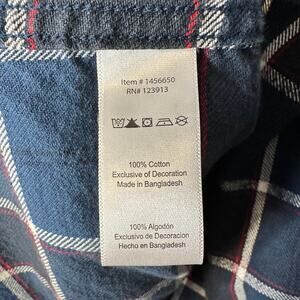 Item # 1456650
RN# 123913
100% Cotton
Exclusive of Decoration
Made in Bangladesh
100% Algodón
Exclusivo de Decoracion
Hecho en Bangladesh